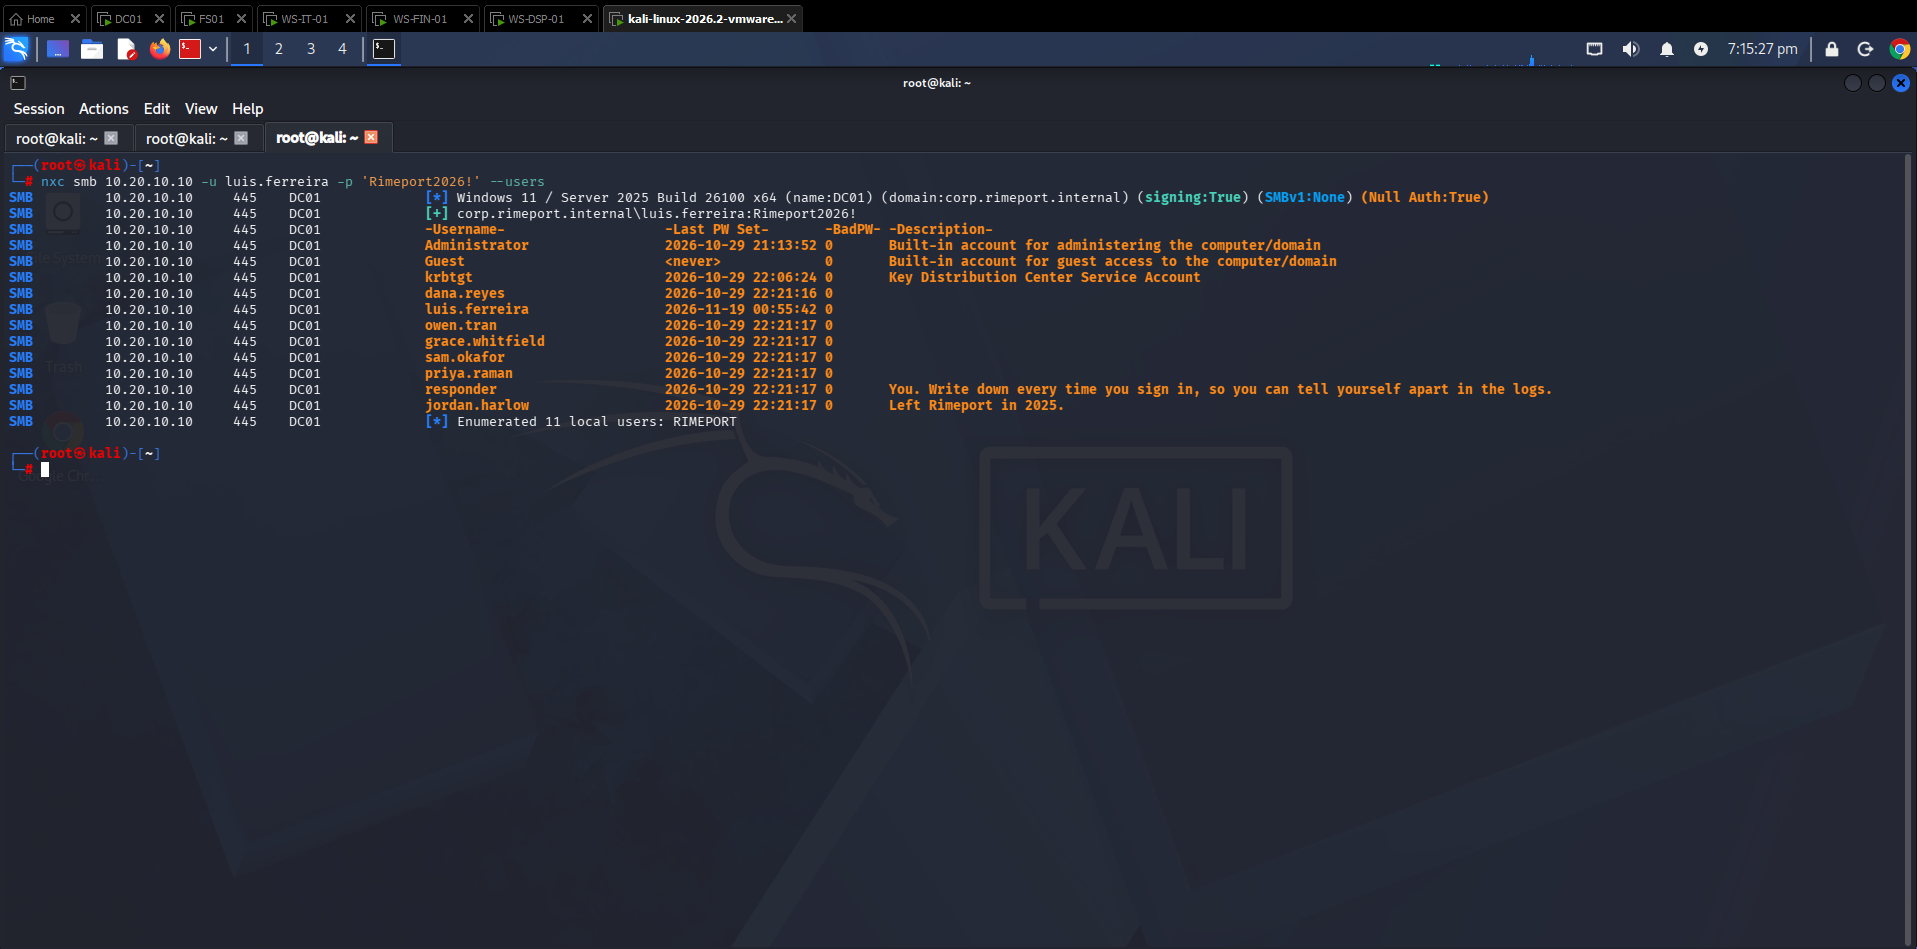 Home DC01 FS01 WS-IT-01 WS-FIN-01 WS-DSP-01 kali-linux-2026.2-vmware...
1 2 3 4 7:15:27 pm
root@kali: ~
Session Actions Edit View Help
root@kali: ~ root@kali: ~ root@kali: ~
┌──(root㉿kali)-[~]
└─# nxc smb 10.20.10.10 -u luis.ferreira -p 'Rimeport2026!' --users
SMB 10.20.10.10 445 DC01 [*] Windows 11 / Server 2025 Build 26100 x64 (name:DC01) (domain:corp.rimeport.internal) (signing:True) (SMBv1:None) (Null Auth:True)
SMB 10.20.10.10 445 DC01 [+] corp.rimeport.internal\luis.ferreira:Rimeport2026!
SMB 10.20.10.10 445 DC01 -Username- -Last PW Set- -BadPW- -Description-
SMB 10.20.10.10 445 DC01 Administrator 2026-10-29 21:13:52 0 Built-in account for administering the computer/domain
SMB 10.20.10.10 445 DC01 Guest <never> 0 Built-in account for guest access to the computer/domain
SMB 10.20.10.10 445 DC01 krbtgt 2026-10-29 22:06:24 0 Key Distribution Center Service Account
SMB 10.20.10.10 445 DC01 dana.reyes 2026-10-29 22:21:16 0
SMB 10.20.10.10 445 DC01 luis.ferreira 2026-11-19 00:55:42 0
SMB 10.20.10.10 445 DC01 owen.tran 2026-10-29 22:21:17 0
SMB 10.20.10.10 445 DC01 grace.whitfield 2026-10-29 22:21:17 0
SMB 10.20.10.10 445 DC01 sam.okafor 2026-10-29 22:21:17 0
Trash
SMB 10.20.10.10 445 DC01 priya.raman 2026-10-29 22:21:17 0
SMB 10.20.10.10 445 DC01 responder 2026-10-29 22:21:17 0 You. Write down every time you sign in, so you can tell yourself apart in the logs.
SMB 10.20.10.10 445 DC01 jordan.harlow 2026-10-29 22:21:17 0 Left Rimeport in 2025.
SMB 10.20.10.10 445 DC01 [*] Enumerated 11 local users: RIMEPORT
┌──(root㉿kali)-[~]
└─#
KALI